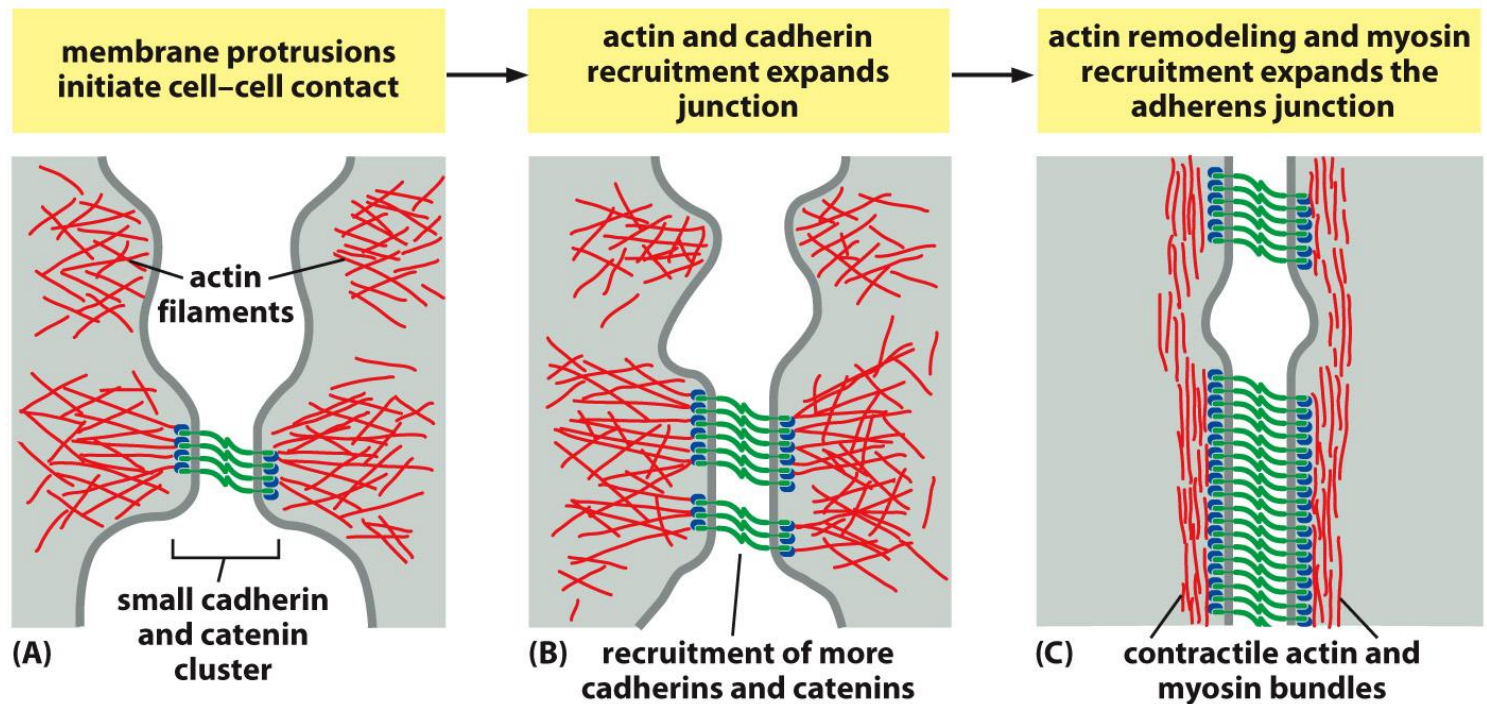 membrane protrusions
initiate cell–cell contact
actin and cadherin
recruitment expands
junction
actin remodeling and myosin
recruitment expands the
adherens junction
actin
filaments
small cadherin
and catenin
cluster
(A)
(B)
recruitment of more
cadherins and catenins
(C)
contractile actin and
myosin bundles